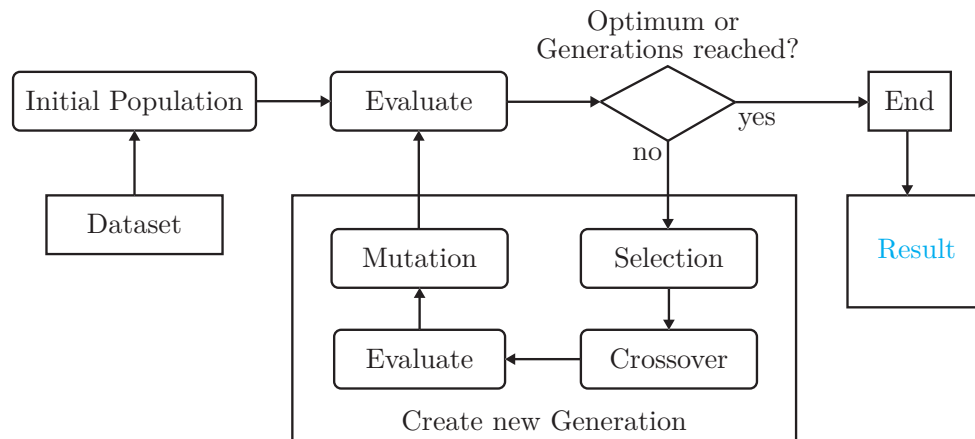 Optimum or
Generations reached?
Initial Population
Evaluate
End
yes
no
Dataset
Mutation
Selection
Result
Evaluate
Crossover
Create new Generation